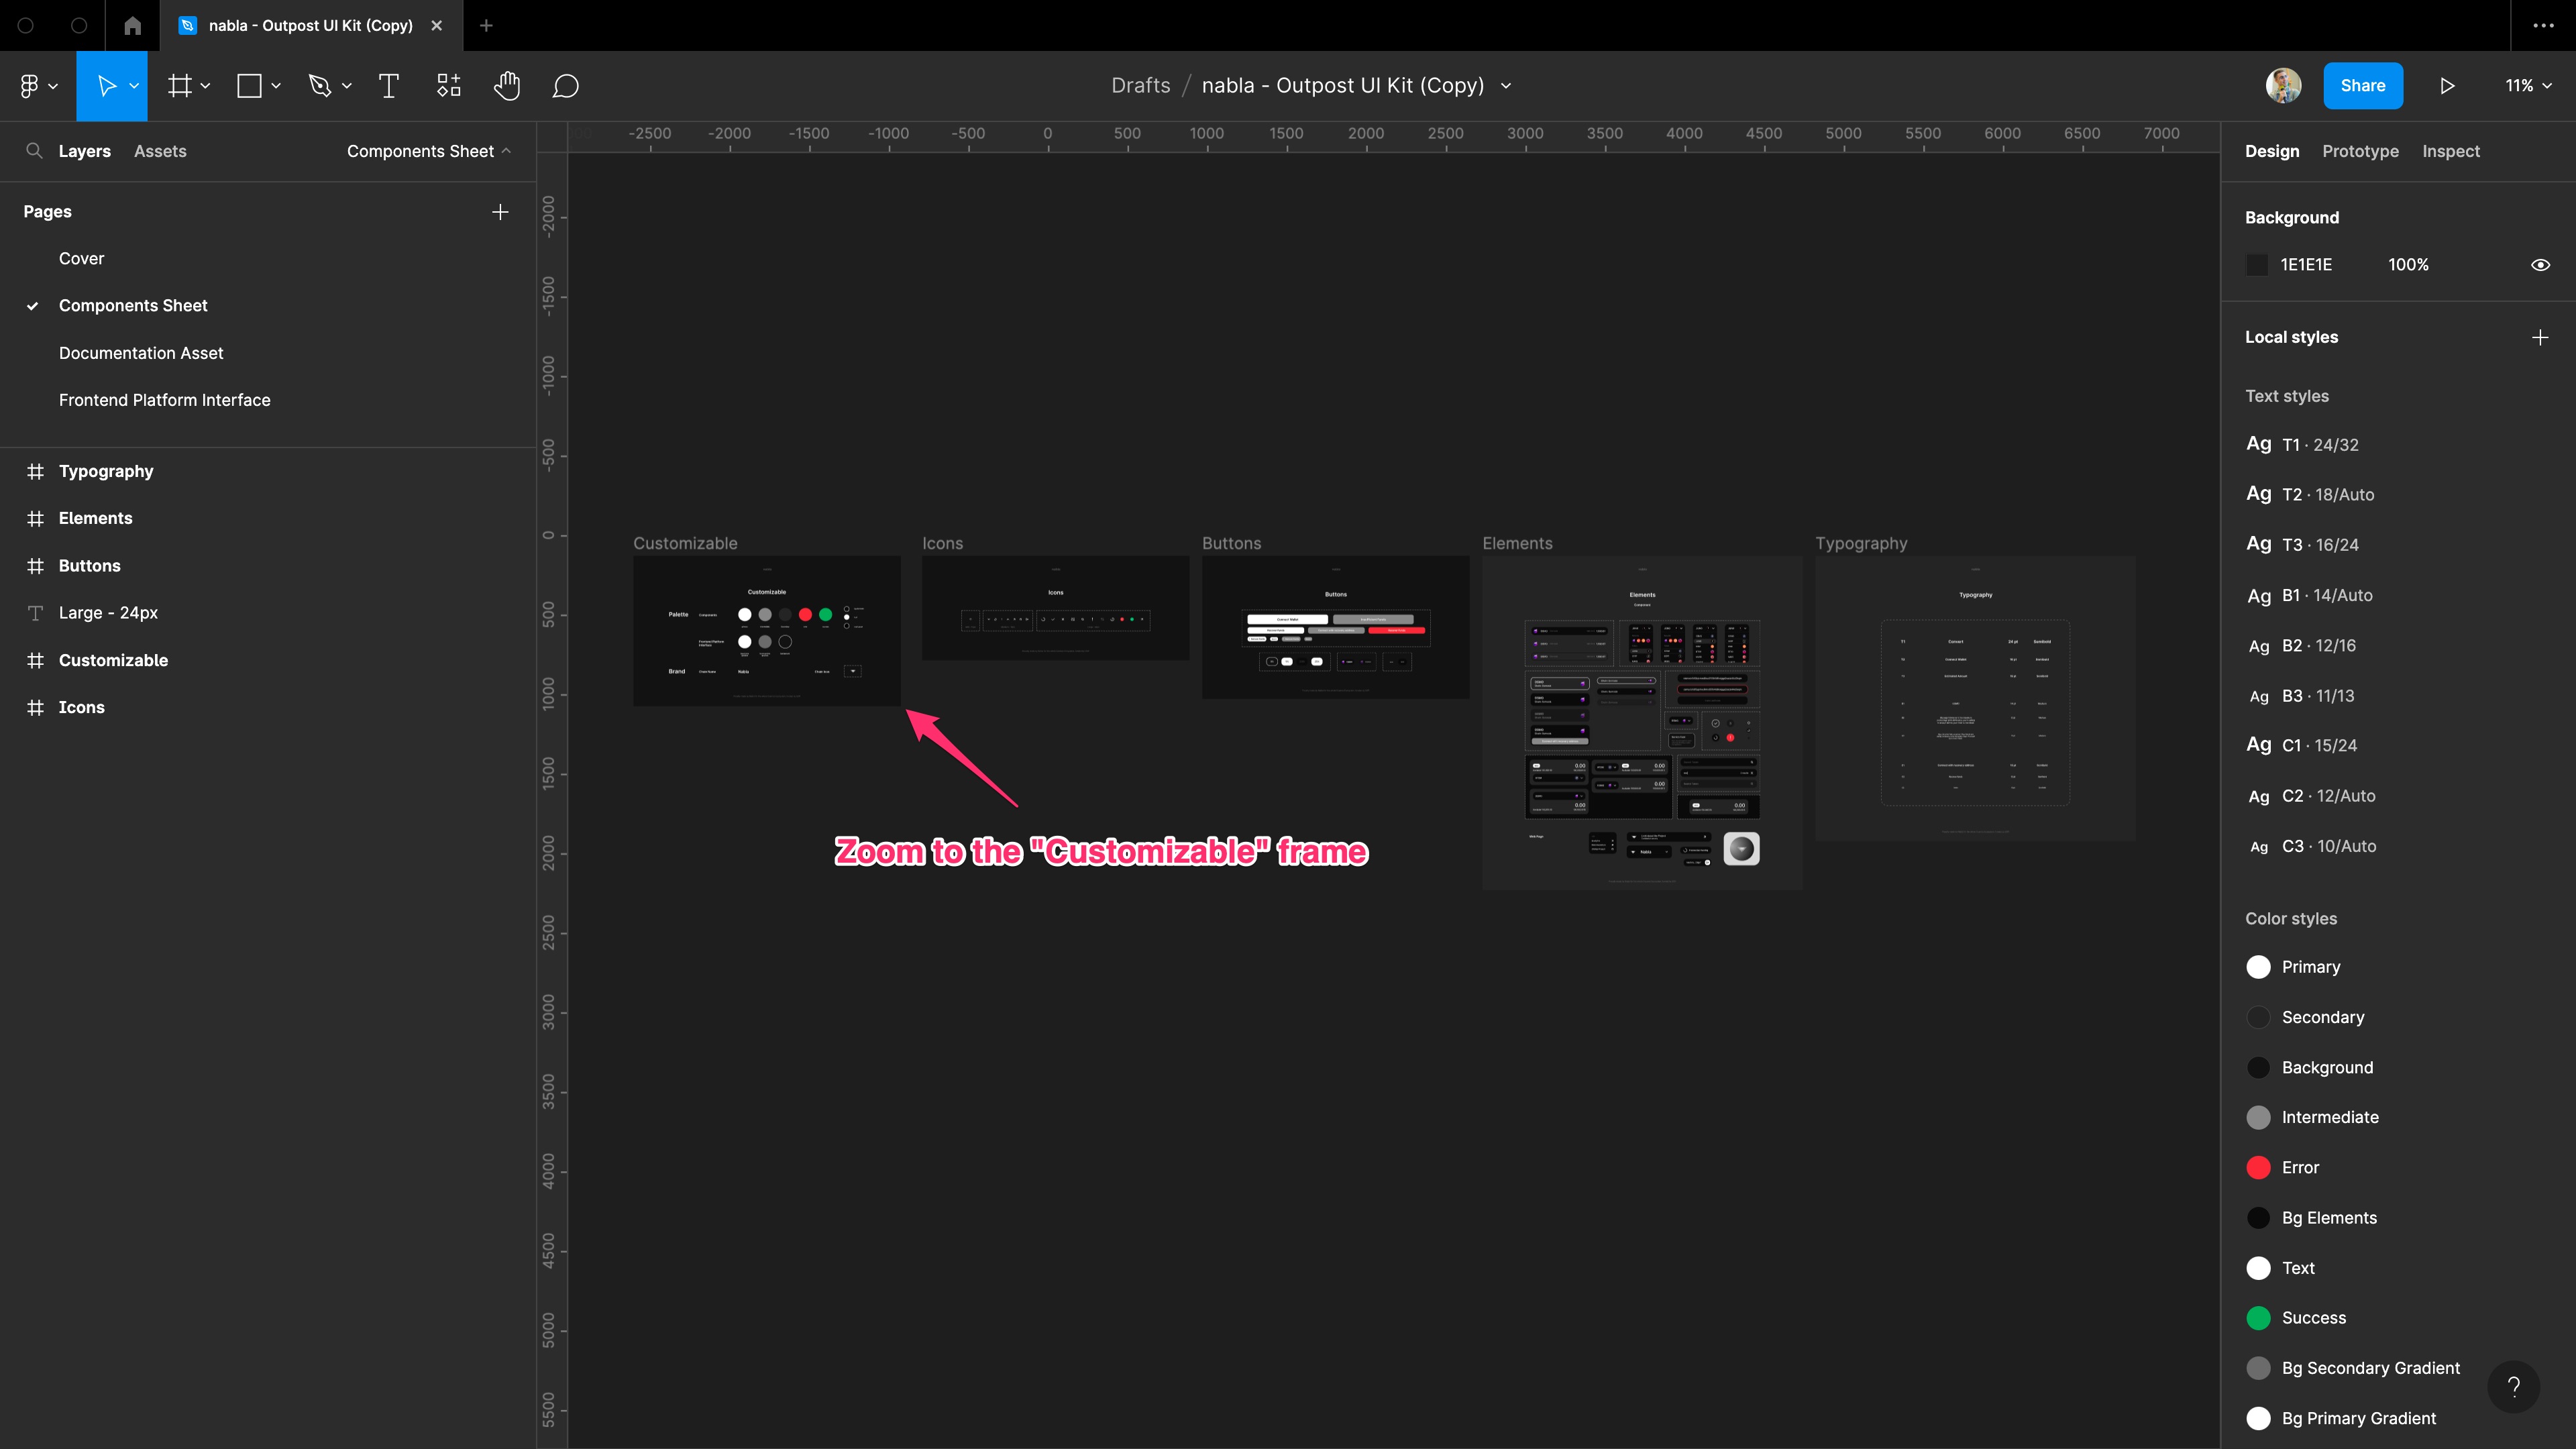 nabla - Outpost UI Kit (Copy)
Drafts / nabla - Outpost UI Kit (Copy)
Share
11%
Layers Assets Components Sheet
Design Prototype Inspect
Pages
Cover
Components Sheet
Documentation Asset
Frontend Platform Interface
Typography
Elements
Buttons
Large - 24px
Customizable
Icons
-2500 -2000 -1500 -1000 -500 0 500 1000 1500 2000 2500 3000 3500 4000 4500 5000 5500 6000 6500 7000
-2000
-1500
-1000
-500
0
500
1000
1500
2000
2500
3000
3500
4000
4500
5000
5500
Customizable
Customizable
Palette
Components
Brand
Nabla
Icons
Icons
Buttons
Buttons
Elements
Elements
Component
Typography
Typography
Zoom to the "Customizable" frame
Background
1E1E1E 100%
Local styles
Text styles
Ag T1 · 24/32
Ag T2 · 18/Auto
Ag T3 · 16/24
Ag B1 · 14/Auto
Ag B2 · 12/16
Ag B3 · 11/13
Ag C1 · 15/24
Ag C2 · 12/Auto
Ag C3 · 10/Auto
Color styles
Primary
Secondary
Background
Intermediate
Error
Bg Elements
Text
Success
Bg Secondary Gradient
Bg Primary Gradient
?